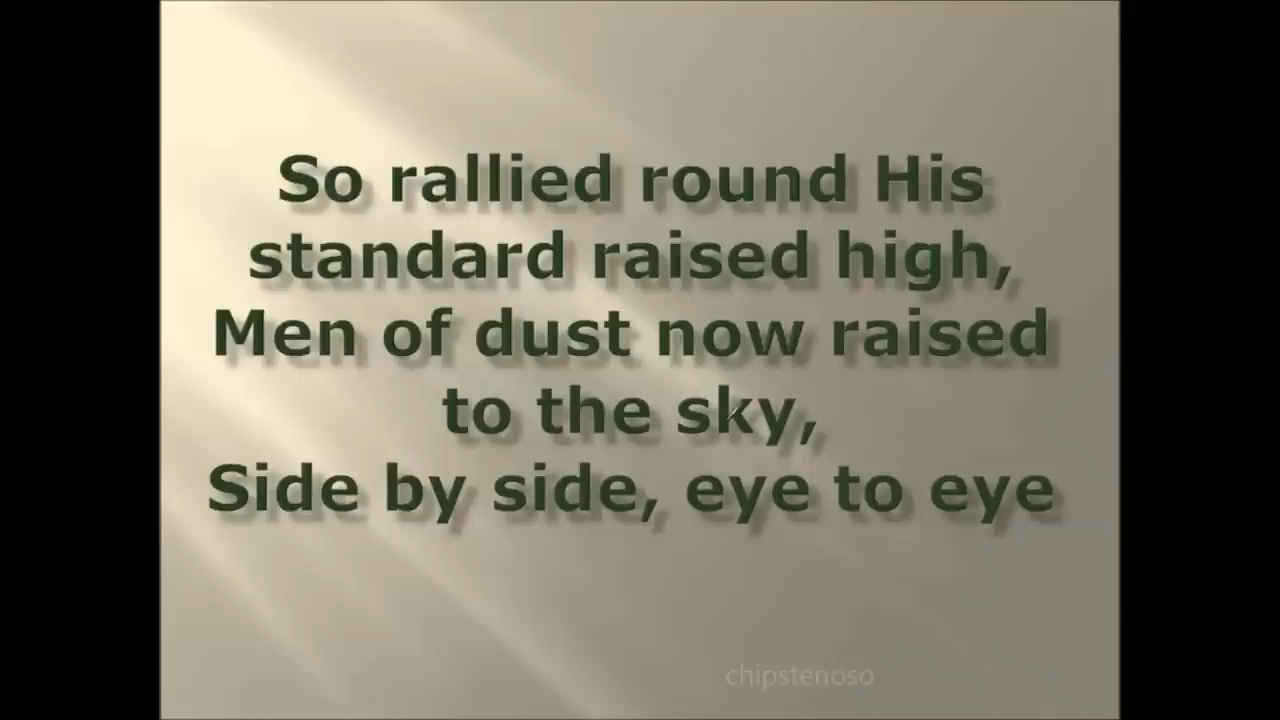 So rallied round His
standard raised high,
Men of dust now raised
to the sky,
Side by side, eye to eye
chipstenoso